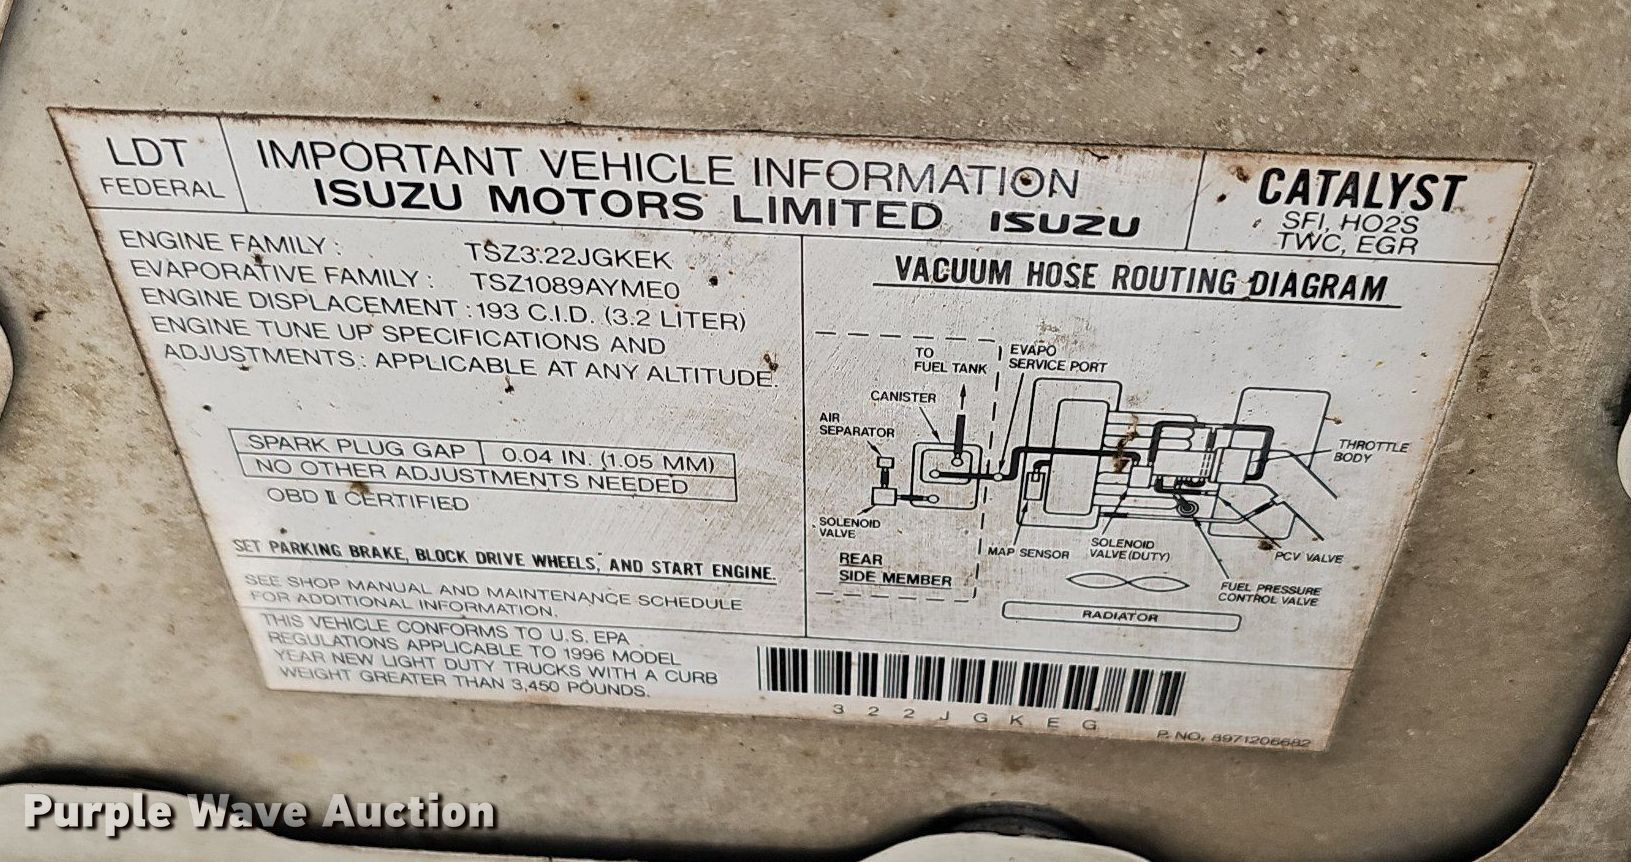 LDT
FEDERAL
IMPORTANT VEHICLE INFORMATION
ISUZU MOTORS LIMITED ISUZU
CATALYST
SFI, HO2S
TWC, EGR
ENGINE FAMILY : TSZ3.22JGKEK
EVAPORATIVE FAMILY : TSZ1089AYME0
ENGINE DISPLACEMENT : 193 C.I.D. (3.2 LITER)
ENGINE TUNE UP SPECIFICATIONS AND
ADJUSTMENTS : APPLICABLE AT ANY ALTITUDE.
SPARK PLUG GAP 0.04 IN. (1.05 MM)
NO OTHER ADJUSTMENTS NEEDED
OBD II CERTIFIED
SET PARKING BRAKE, BLOCK DRIVE WHEELS, AND START ENGINE.
SEE SHOP MANUAL AND MAINTENANCE SCHEDULE
FOR ADDITIONAL INFORMATION.
THIS VEHICLE CONFORMS TO U.S. EPA
REGULATIONS APPLICABLE TO 1996 MODEL
YEAR NEW LIGHT DUTY TRUCKS WITH A CURB
WEIGHT GREATER THAN 3,450 POUNDS.
VACUUM HOSE ROUTING DIAGRAM
TO
FUEL TANK
EVAPO
SERVICE PORT
CANISTER
AIR
SEPARATOR
THROTTLE
BODY
SOLENOID
VALVE
REAR
SIDE MEMBER
MAP SENSOR
SOLENOID
VALVE (DUTY)
PCV VALVE
FUEL PRESSURE
CONTROL VALVE
RADIATOR
322JGKEG
P. NO. 8971206682
Purple Wave Auction